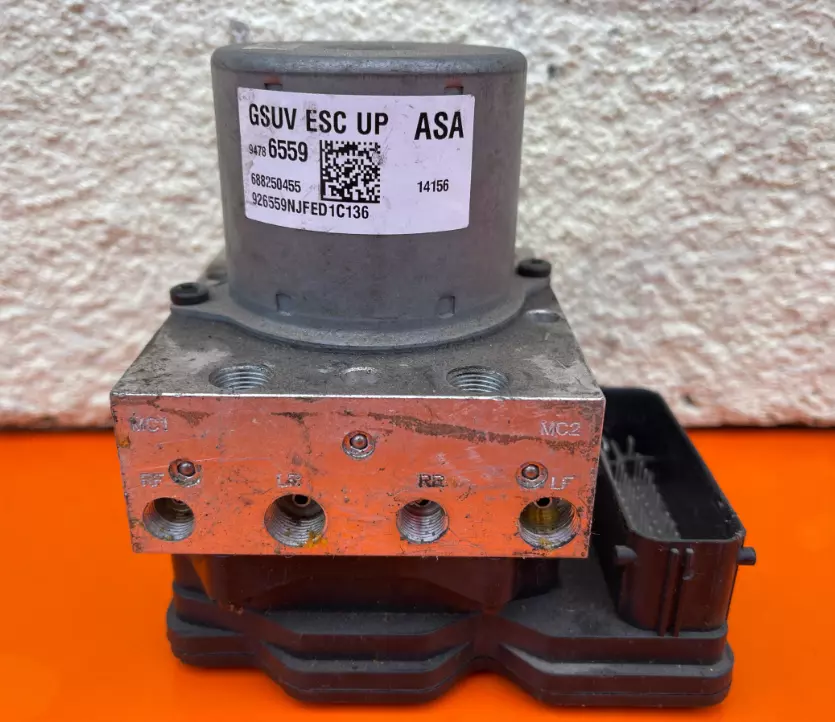 GSUV ESC UP ASA
9478 6559
688250455 14156
926559NJFED1C136
MC1 MC2
RF LR RR LF